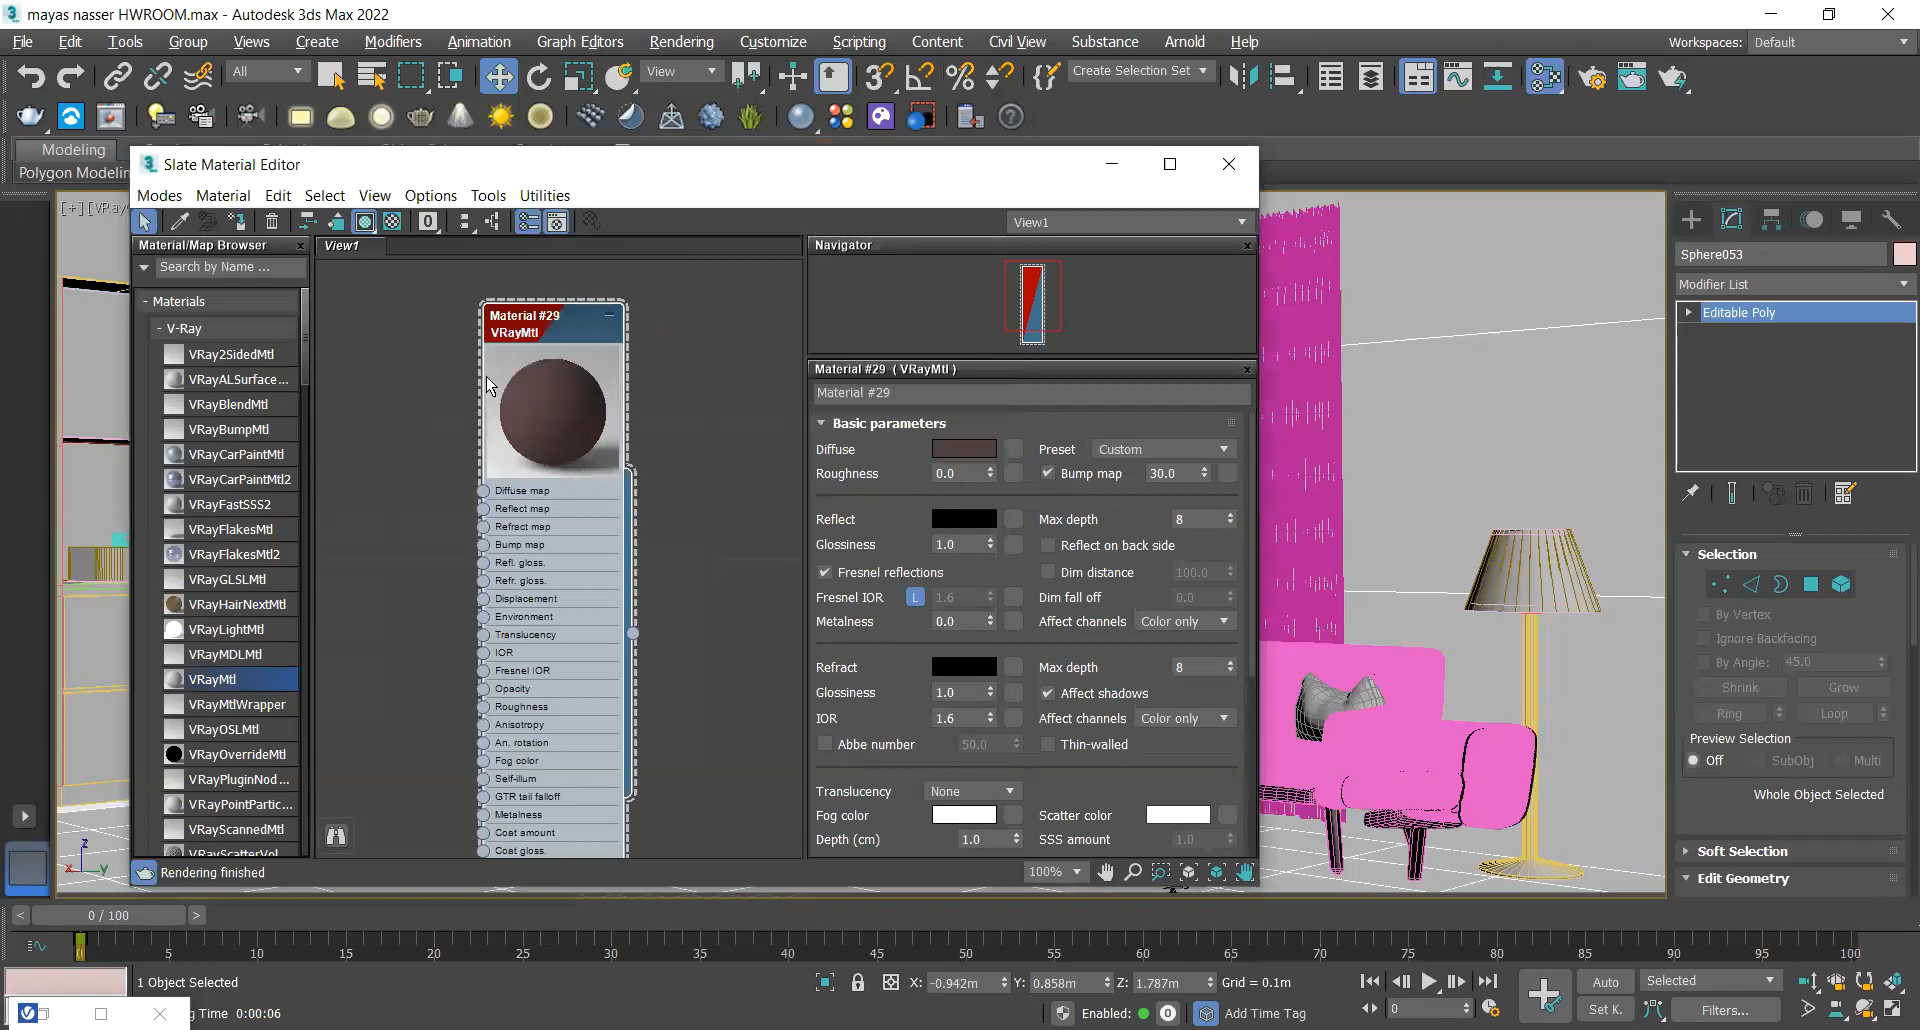 mayas nasser HWROOM.max - Autodesk 3ds Max 2022
File Edit Tools Group Views Create Modifiers Animation Graph Editors Rendering Customize Scripting Content Civil View Substance Arnold Help
Workspaces: Default
All
View
Create Selection Set
Modeling
Polygon Modelin
Slate Material Editor
Modes Material Edit Select View Options Tools Utilities
View1
Material/Map Browser
Search by Name ...
- Materials
- V-Ray
VRay2SidedMtl
VRayALSurface...
VRayBlendMtl
VRayBumpMtl
VRayCarPaintMtl
VRayCarPaintMtl2
VRayFastSSS2
VRayFlakesMtl
VRayFlakesMtl2
VRayGLSLMtl
VRayHairNextMtl
VRayLightMtl
VRayMDLMtl
VRayMtl
VRayMtlWrapper
VRayOSLMtl
VRayOverrideMtl
VRayPluginNod...
VRayPointPartic...
VRayScannedMtl
VRayScatterVol
Rendering finished
View1
Material #29
VRayMtl
Diffuse map
Reflect map
Refract map
Bump map
Refl. gloss.
Refr. gloss.
Displacement
Environment
Translucency
IOR
Fresnel IOR
Opacity
Roughness
Anisotropy
An. rotation
Fog color
Self-illum
GTR tail falloff
Metalness
Coat amount
Coat gloss.
Navigator
Material #29 ( VRayMtl )
Material #29
Basic parameters
Diffuse Preset Custom
Roughness 0.0 Bump map 30.0
Reflect Max depth 8
Glossiness 1.0 Reflect on back side
Fresnel reflections Dim distance 100.0
Fresnel IOR L 1.6 Dim fall off 0.0
Metalness 0.0 Affect channels Color only
Refract Max depth 8
Glossiness 1.0 Affect shadows
IOR 1.6 Affect channels Color only
Abbe number 50.0 Thin-walled
Translucency None
Fog color Scatter color
Depth (cm) 1.0 SSS amount 1.0
100%
Sphere053
Modifier List
Editable Poly
Selection
By Vertex
Ignore Backfacing
By Angle: 45.0
Shrink Grow
Ring Loop
Preview Selection
Off SubObj Multi
Whole Object Selected
Soft Selection
Edit Geometry
0 / 100
0 5 10 15 20 25 30 35 40 45 50 55 60 65 70 75 80 85 90 95 100
1 Object Selected
X: -0.942m Y: 0.858m Z: 1.787m Grid = 0.1m
Auto Selected
g Time 0:00:06
Enabled: 0 Add Time Tag
0
Set K. Filters...